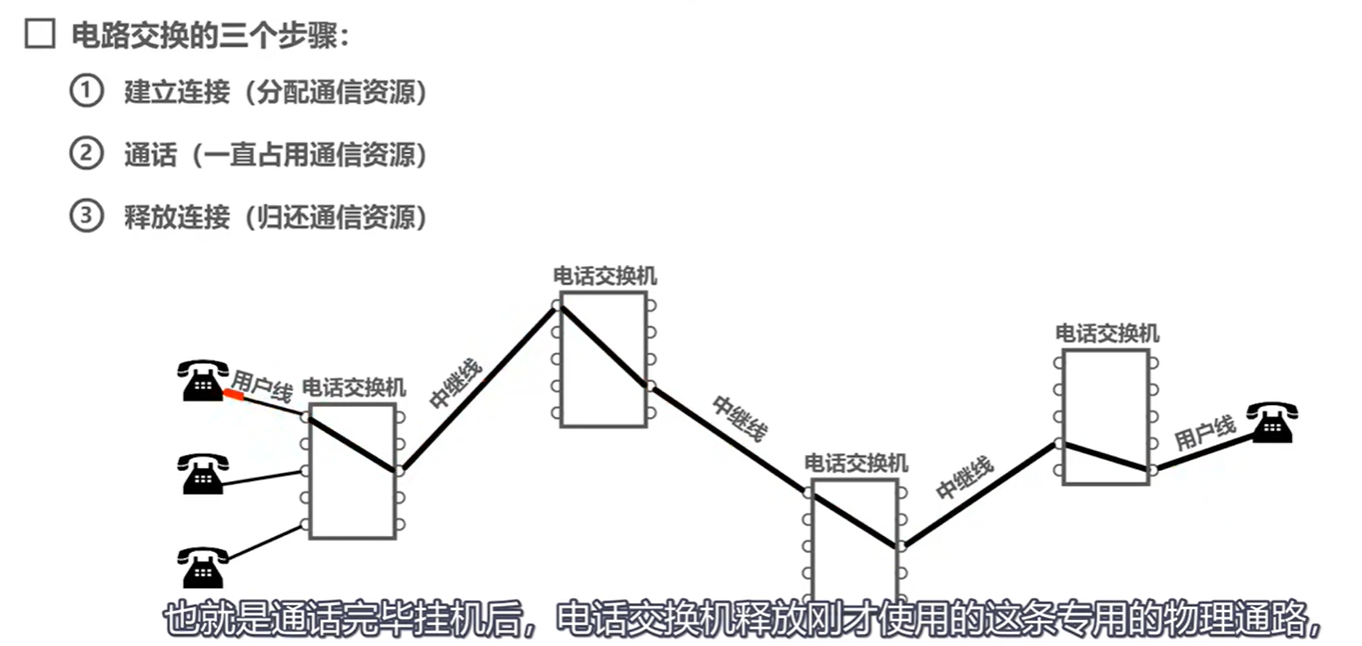 电路交换的三个步骤：
① 建立连接（分配通信资源）
② 通话（一直占用通信资源）
③ 释放连接（归还通信资源）
电话交换机
电话交换机
用户线
电话交换机
中继线
中继线
用户线
电话交换机
中继线
也就是通话完毕挂机后，电话交换机释放刚才使用的这条专用的物理通路，